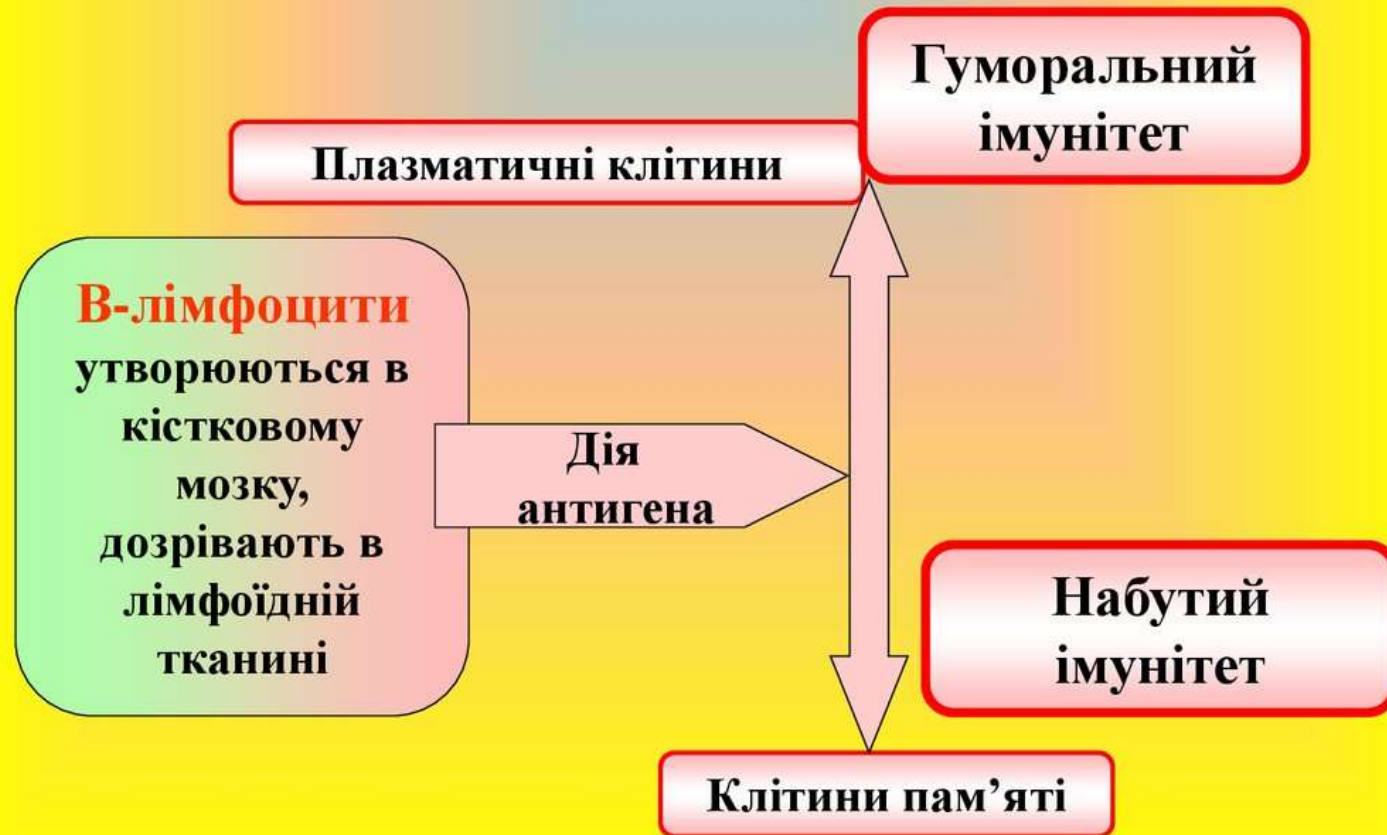 Гуморальний
імунітет
Плазматичні клітини
В-лімфоцити
утворюються в
кістковому
мозку,
дозрівають в
лімфоїдній
тканині
Дія
антигена
Набутий
імунітет
Клітини пам’яті